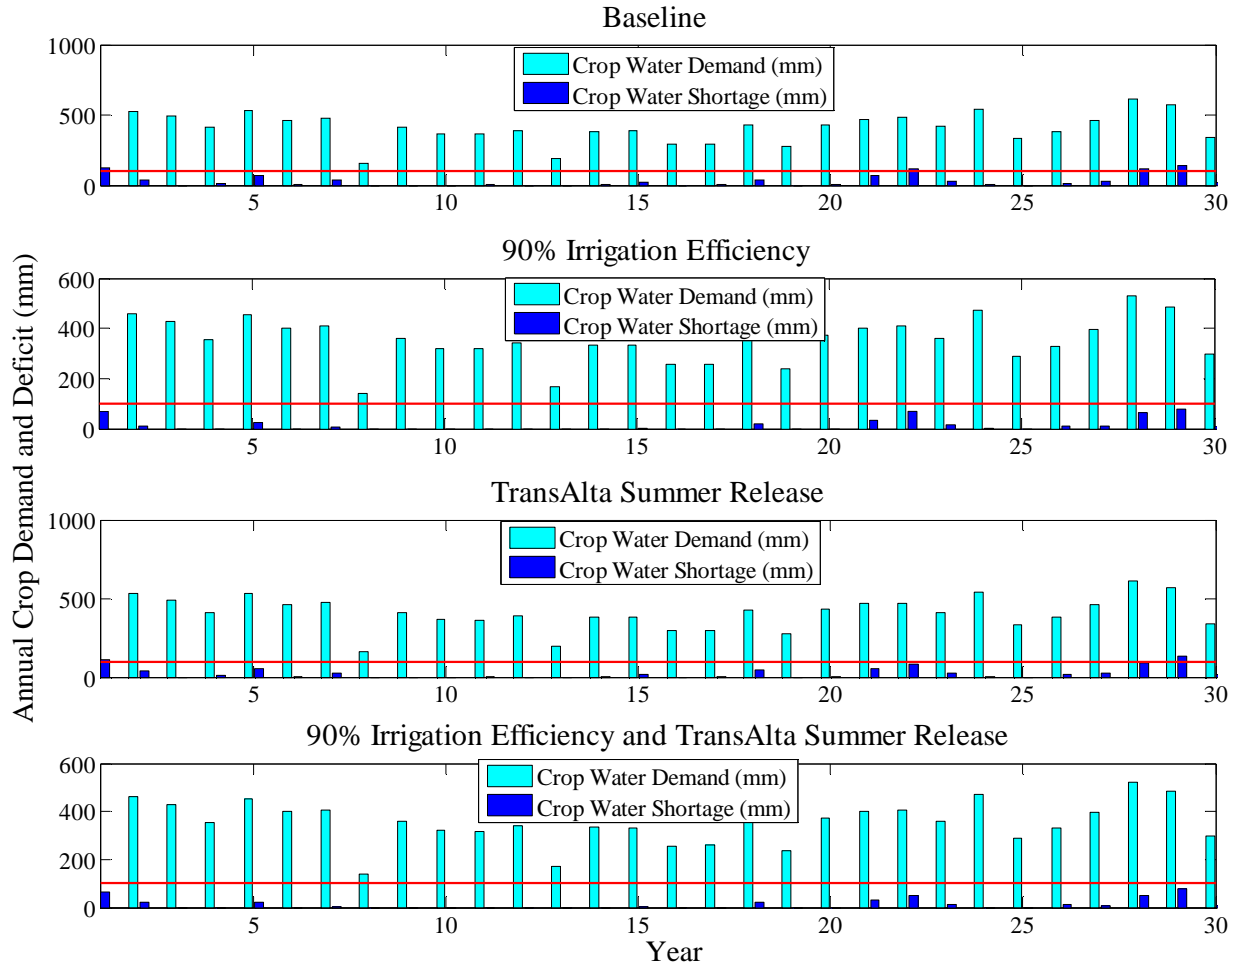 Baseline
1000
500
0
Crop Water Demand (mm)
Crop Water Shortage (mm)
5
10
15
20
25
30
90% Irrigation Efficiency
600
400
200
0
Crop Water Demand (mm)
Crop Water Shortage (mm)
5
10
15
20
25
30
TransAlta Summer Release
1000
500
0
Crop Water Demand (mm)
Crop Water Shortage (mm)
5
10
15
20
25
30
90% Irrigation Efficiency and TransAlta Summer Release
600
400
200
0
Crop Water Demand (mm)
Crop Water Shortage (mm)
5
10
15
20
25
30
Year
Annual Crop Demand and Deficit (mm)